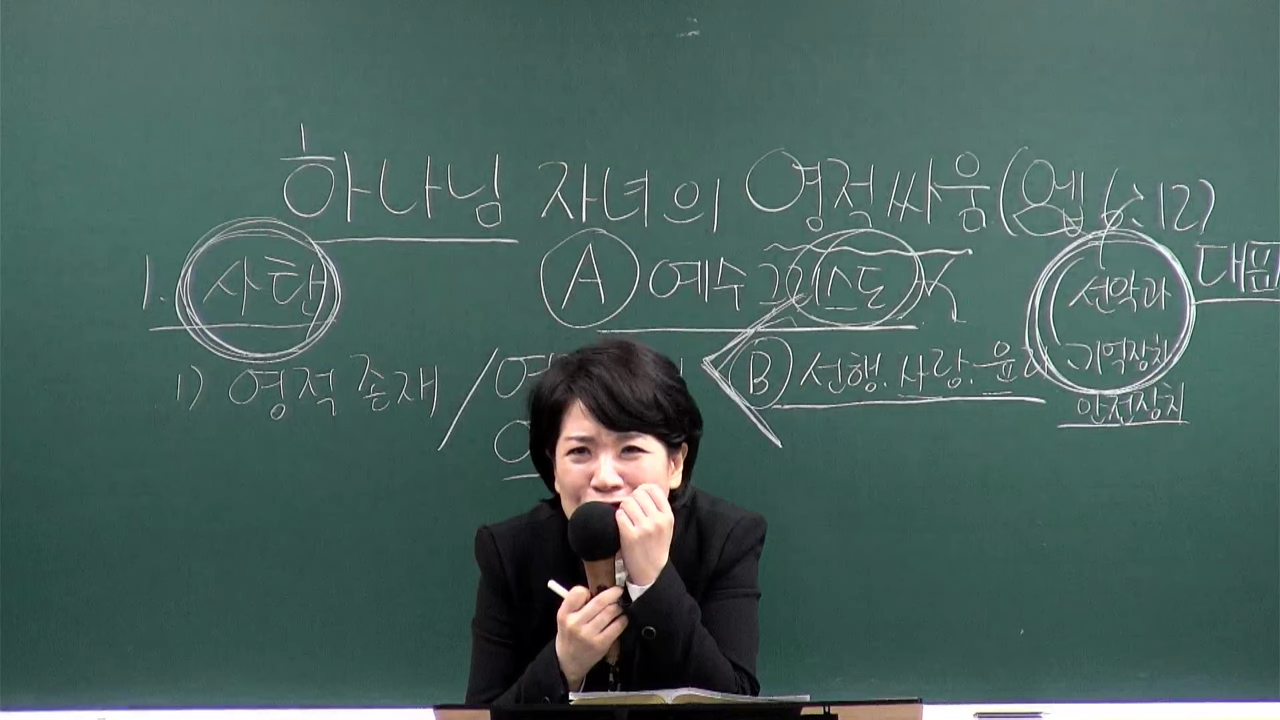 하나님 자녀의 영적싸움(엡 6:12)
1. 사탄
Ⓐ 예수 그리스도
선악과
대표
1) 영적 존재 /
Ⓑ 선행. 사랑. 윤리
기억장치
안전장치